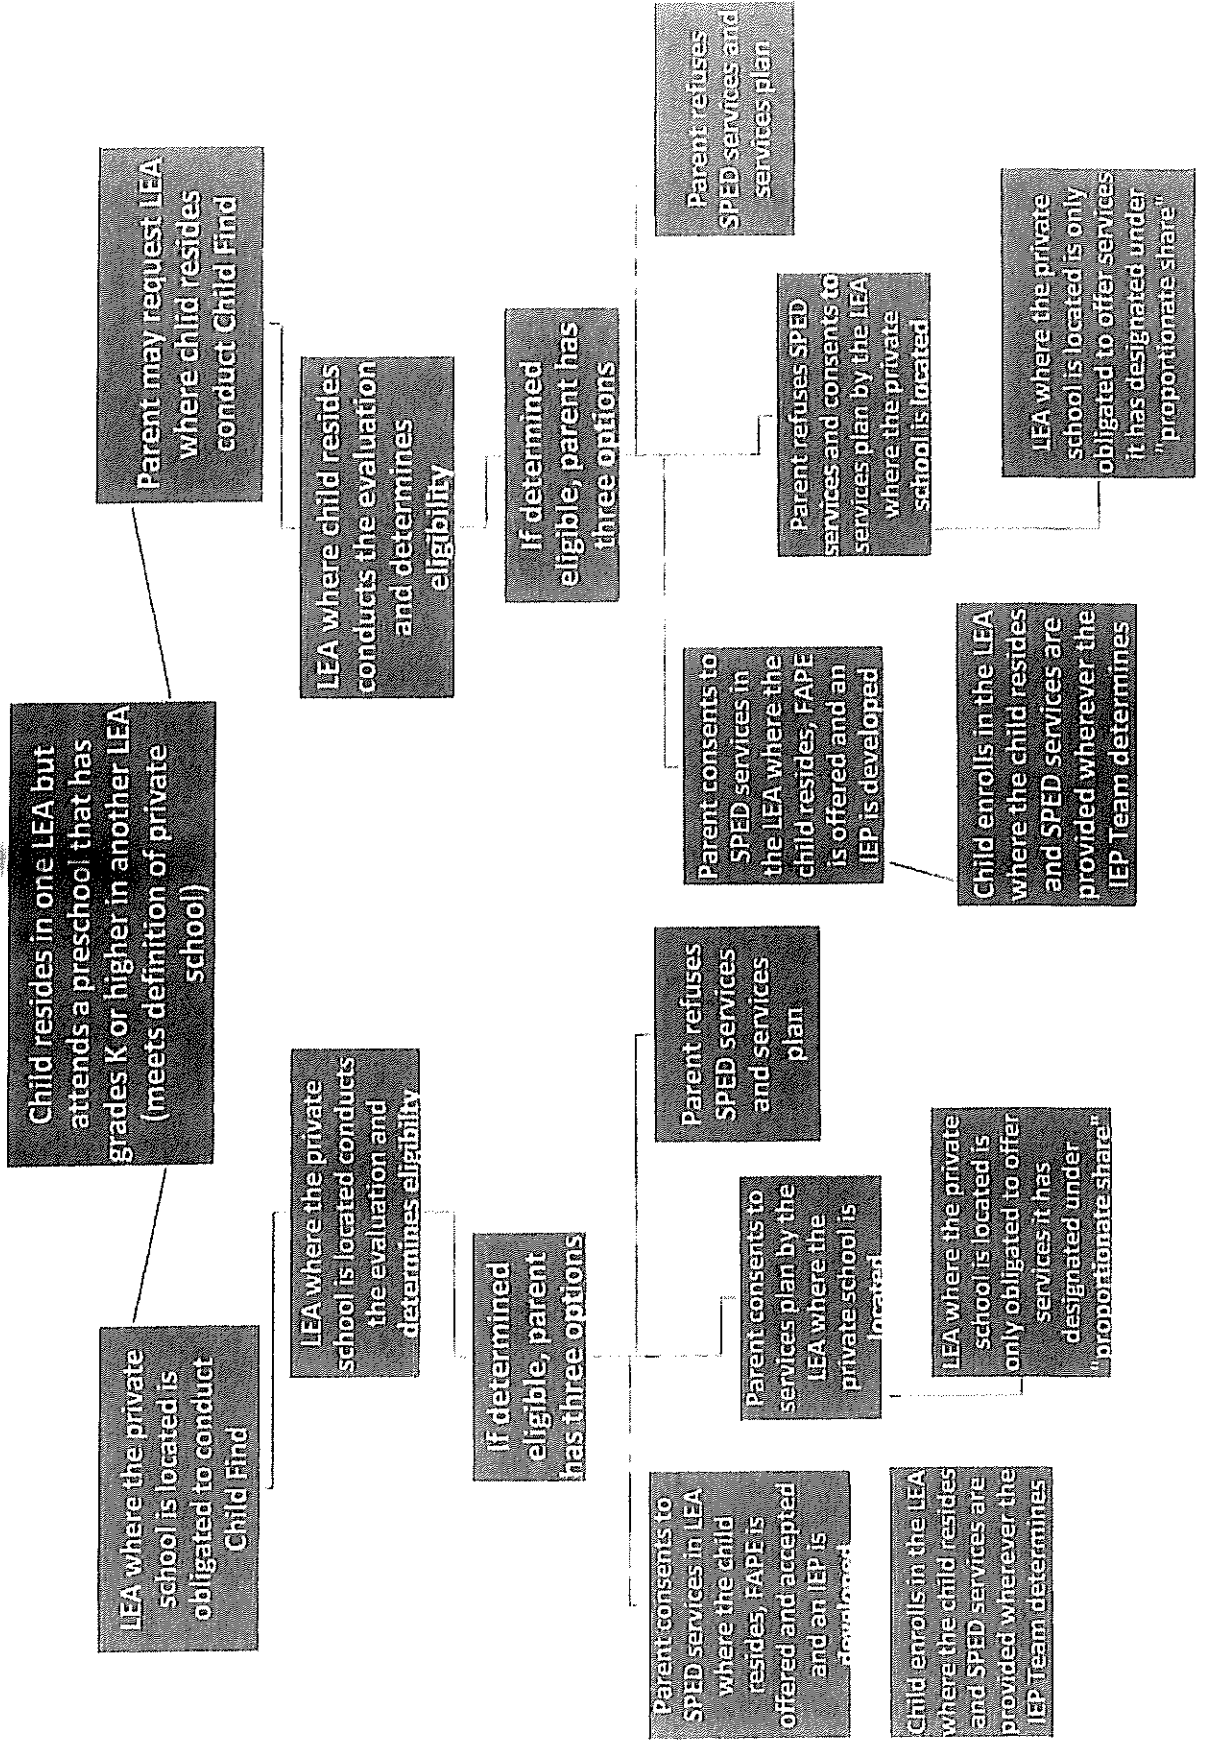 Child resides in one LEA but
attends a preschool that has
grades K or higher in another LEA
(meets definition of private
school)
LEA where the private
school is located is
obligated to conduct
Child Find
Parent may request LEA
where child resides
conduct Child Find
LEA where the private
school is located conducts
the evaluation and
determines eligibilty
LEA where child resides
conducts the evaluation
and determines
eligibility
If determined
eligible, parent
has three options
If determined
eligible, parent has
three options
Parent consents to
SPED services in LEA
where the child
resides, FAPE is
offered and accepted
and an IEP is
developed
Parent consents to
services plan by the
LEA where the
private school is
located
Parent refuses
SPED services
and services
plan
Parent consents to
SPED services in
the LEA where the
child resides, FAPE
is offered and an
IEP is developed
Parent refuses SPED
services and consents to
services plan by the LEA
where the private
school is located
Parent refuses
SPED services and
services plan
Child enrolls in the LEA
where the child resides
and SPED services are
provided wherever the
IEP Team determines
LEA where the private
school is located is
only obligated to offer
services it has
designated under
"proportionate share"
Child enrolls in the LEA
where the child resides
and SPED services are
provided wherever the
IEP Team determines
LEA where the private
school is located is only
obligated to offer services
it has designated under
"proportionate share"